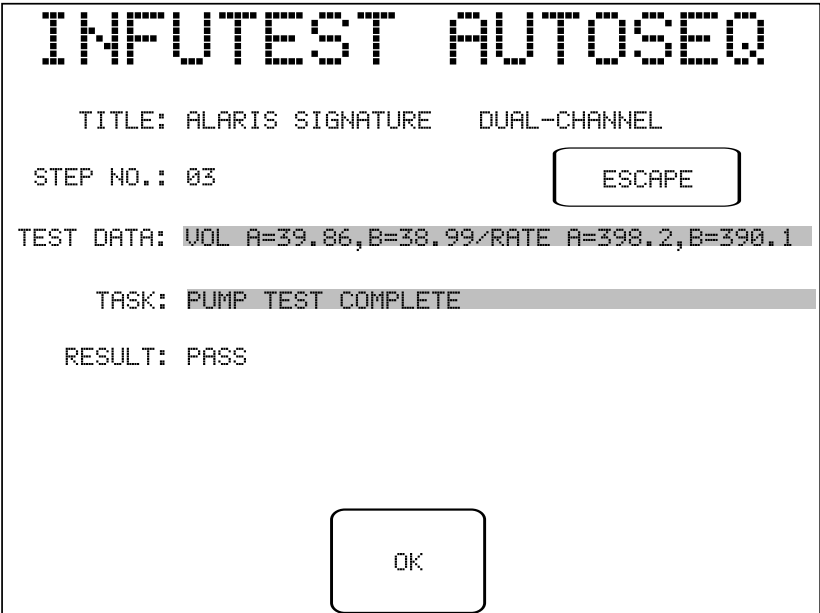 INFUTEST AUTOSEQ
TITLE: ALARIS SIGNATURE DUAL-CHANNEL
STEP NO.: 03
ESCAPE
TEST DATA: VOL A=39.86,B=38.99/RATE A=398.2,B=390.1
TASK: PUMP TEST COMPLETE
RESULT: PASS
OK